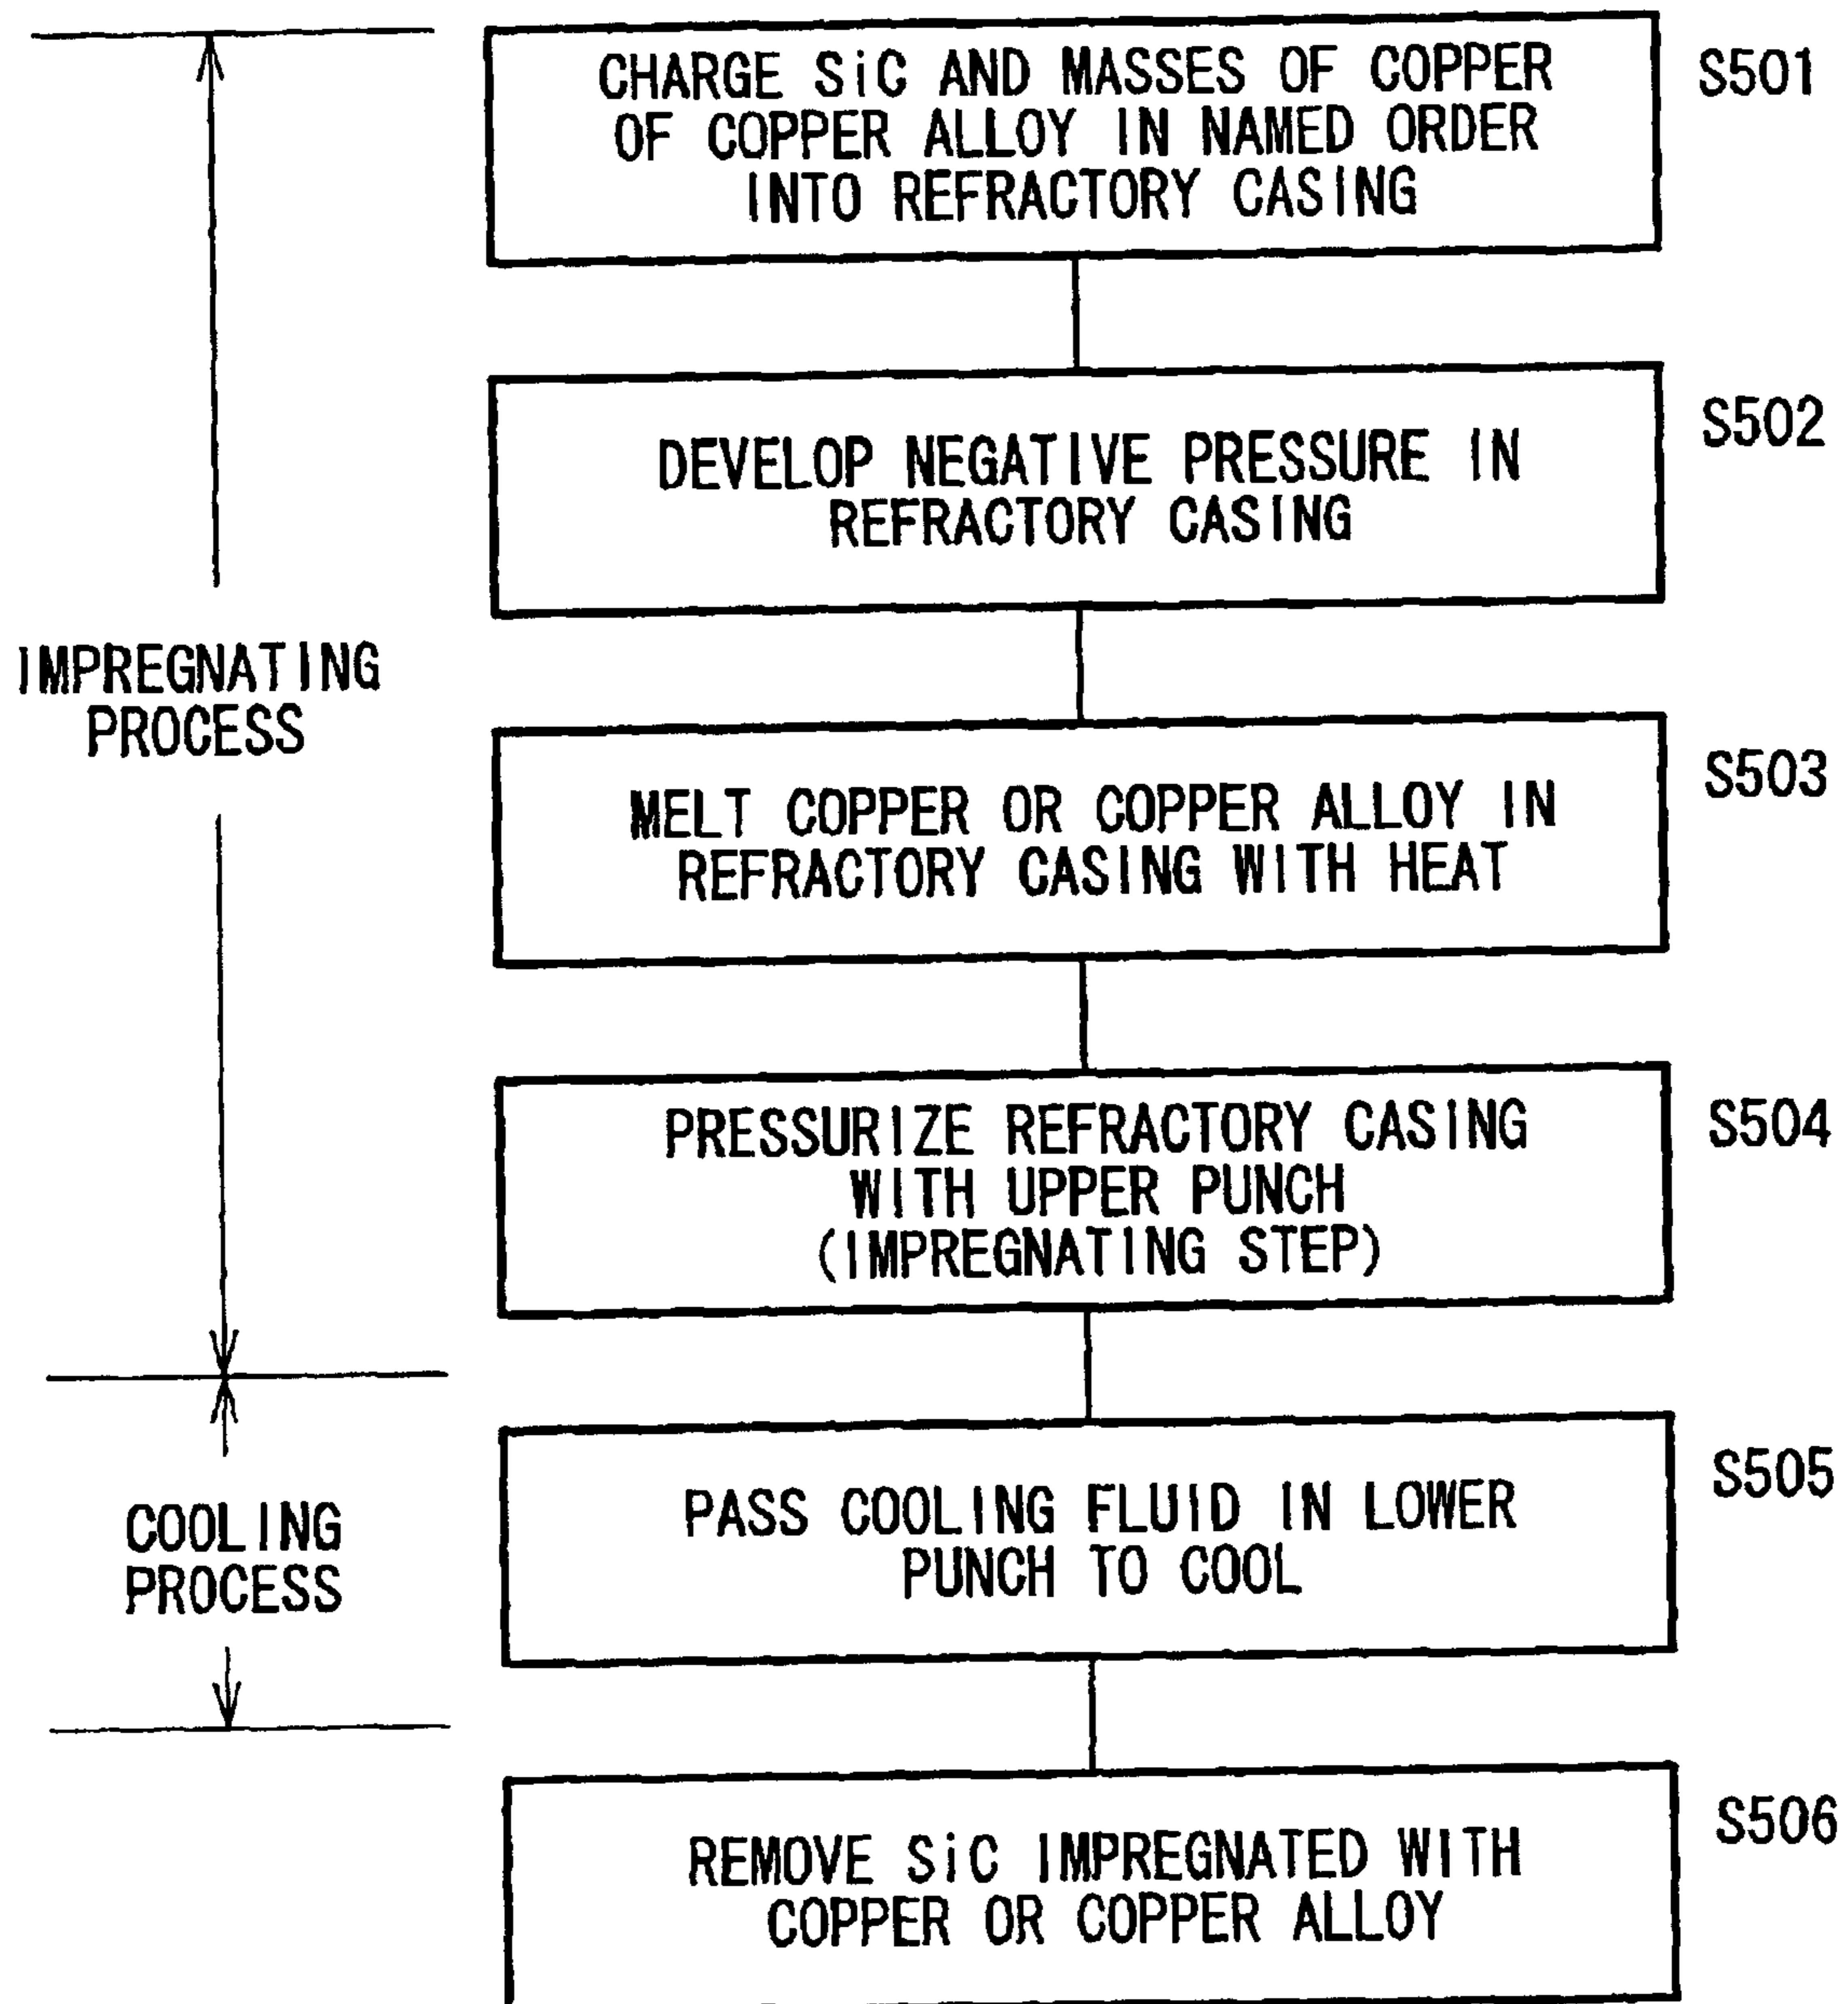 CHARGE SiC AND MASSES OF COPPER
OF COPPER ALLOY IN NAMED ORDER
INTO REFRACTORY CASING
S501
DEVELOP NEGATIVE PRESSURE IN
REFRACTORY CASING
S502
IMPREGNATING
PROCESS
MELT COPPER OR COPPER ALLOY IN
REFRACTORY CASING WITH HEAT
S503
PRESSURIZE REFRACTORY CASING
WITH UPPER PUNCH
(IMPREGNATING STEP)
S504
PASS COOLING FLUID IN LOWER
PUNCH TO COOL
S505
COOLING
PROCESS
REMOVE SiC IMPREGNATED WITH
COPPER OR COPPER ALLOY
S506